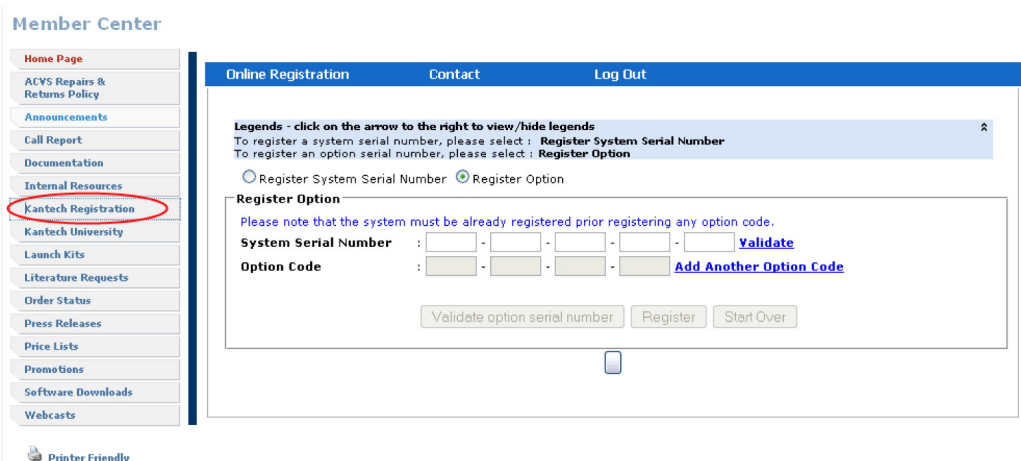 Member Center
Home Page
ACVS Repairs &
Returns Policy
Announcements
Call Report
Documentation
Internal Resources
Kantech Registration
Kantech University
Launch Kits
Literature Requests
Order Status
Press Releases
Price Lists
Promotions
Software Downloads
Webcasts
Printer Friendly
Online Registration Contact Log Out
Legends - click on the arrow to the right to view/hide legends
To register a system serial number, please select : Register System Serial Number
To register an option serial number, please select : Register Option
Register System Serial Number Register Option
Register Option
Please note that the system must be already registered prior registering any option code.
System Serial Number : - - - - Validate
Option Code : - - - Add Another Option Code
Validate option serial number Register Start Over